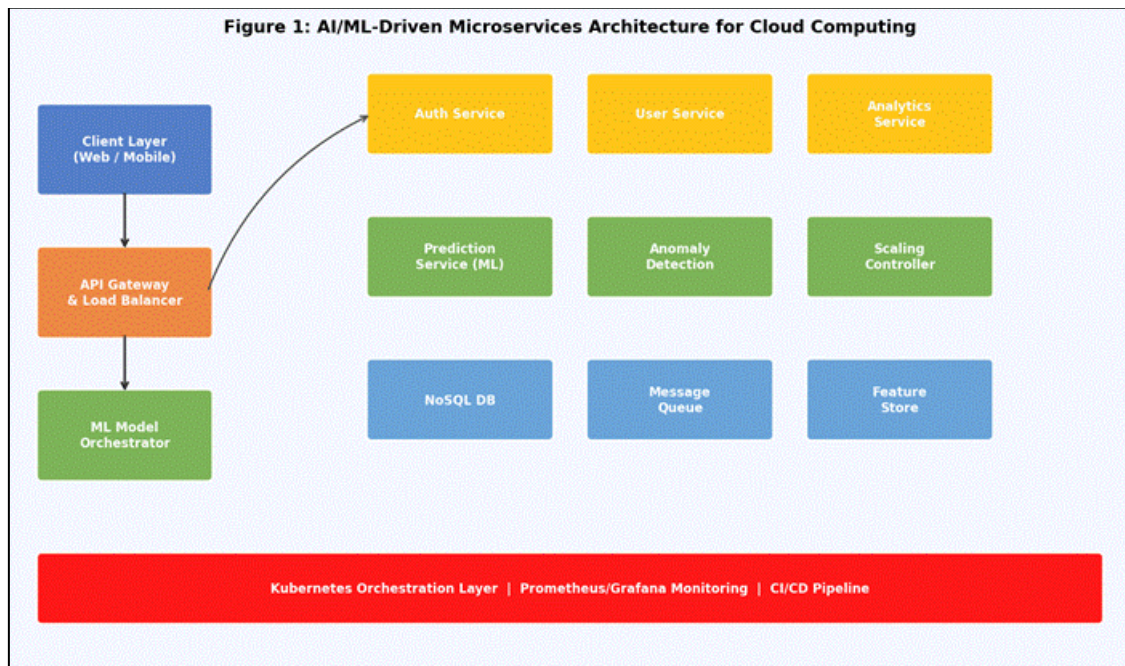 Figure 1: AI/ML-Driven Microservices Architecture for Cloud Computing
Client Layer
(Web / Mobile)
API Gateway
& Load Balancer
ML Model
Orchestrator
Auth Service
User Service
Analytics
Service
Prediction
Service (ML)
Anomaly
Detection
Scaling
Controller
NoSQL DB
Message
Queue
Feature
Store
Kubernetes Orchestration Layer | Prometheus/Grafana Monitoring | CI/CD Pipeline